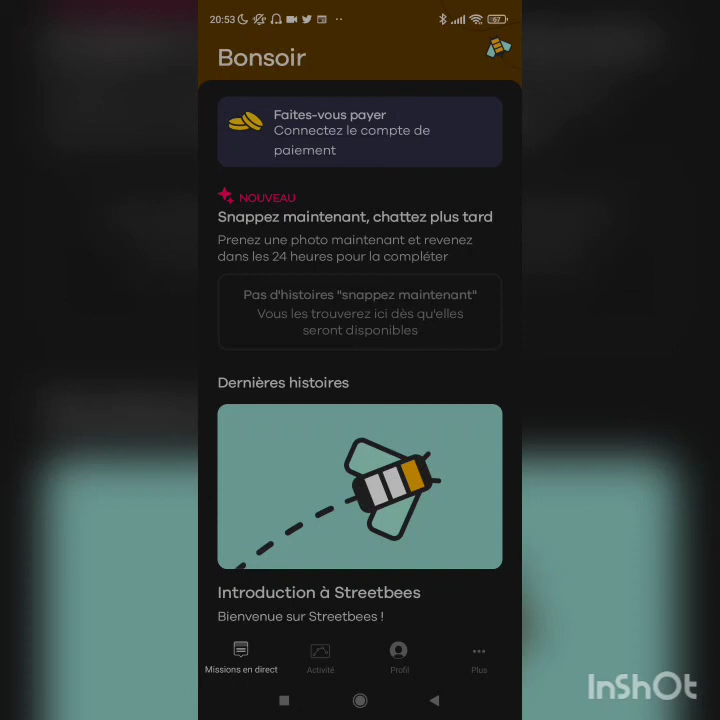 20:53
67
Bonsoir
Faites-vous payer
Connectez le compte de
paiement
NOUVEAU
Snappez maintenant, chattez plus tard
Prenez une photo maintenant et revenez
dans les 24 heures pour la compléter
Pas d'histoires "snappez maintenant"
Vous les trouverez ici dès qu'elles
seront disponibles
Dernières histoires
Introduction à Streetbees
Bienvenue sur Streetbees !
Missions en direct
Activité
Profil
Plus
InShOt